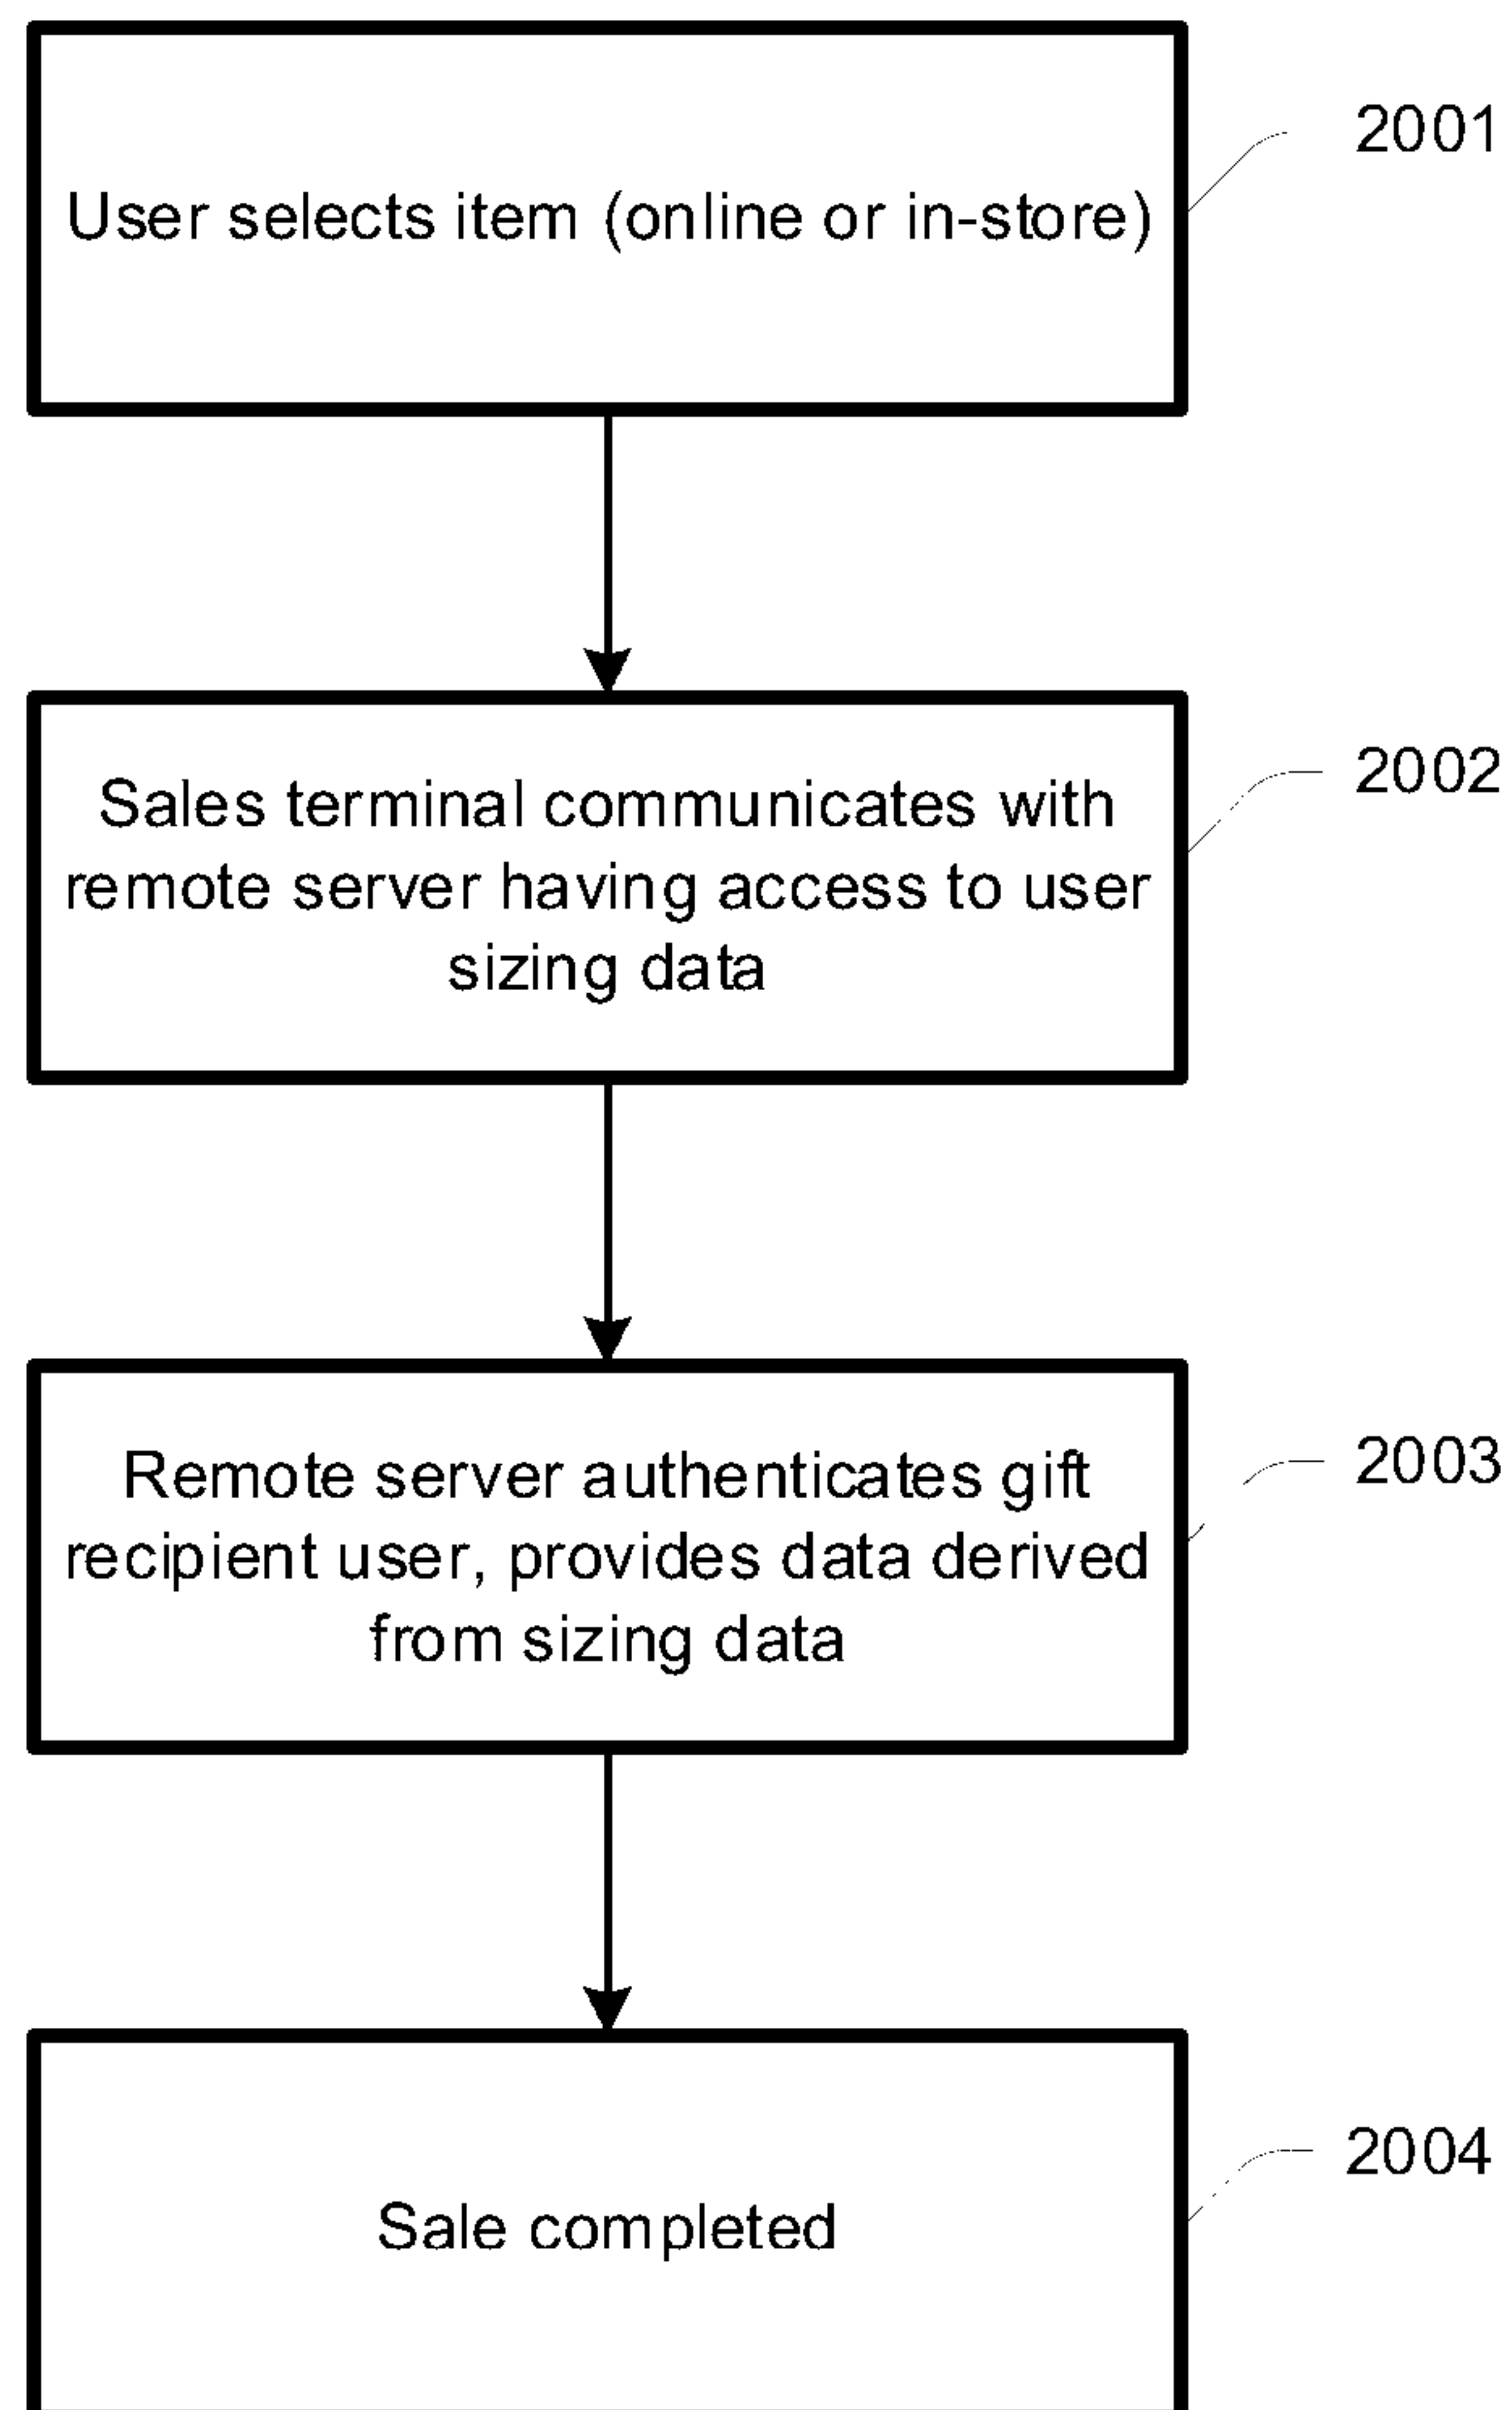 User selects item (online or in-store)
2001
Sales terminal communicates with
remote server having access to user
sizing data
2002
Remote server authenticates gift
recipient user, provides data derived
from sizing data
2003
Sale completed
2004